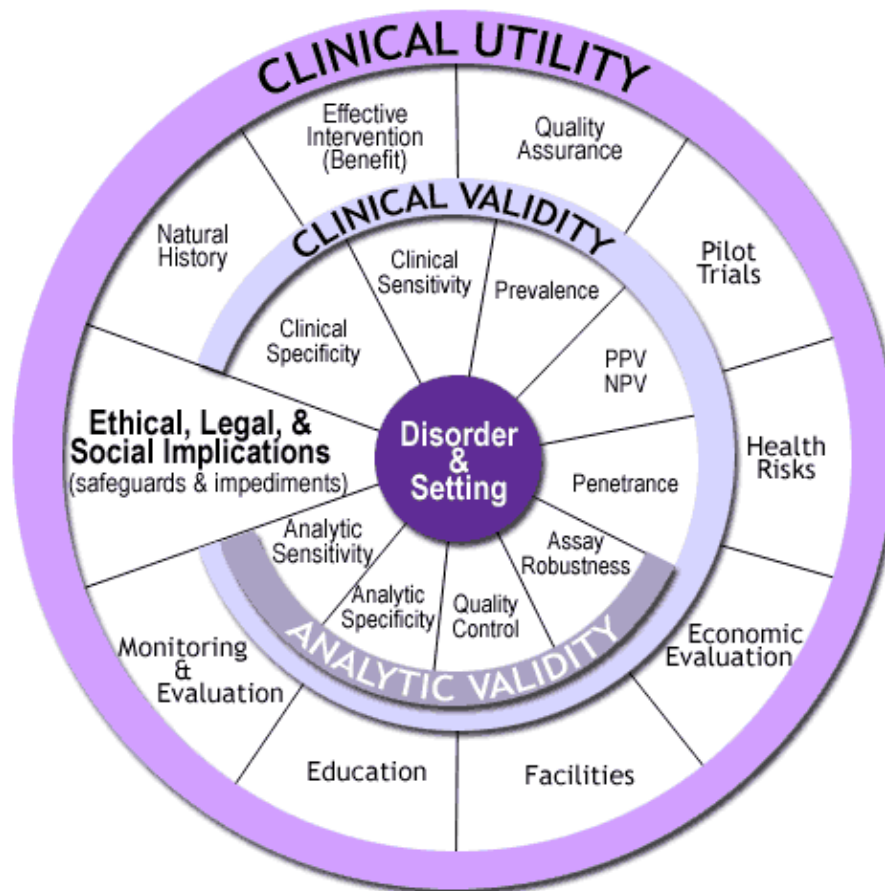 CLINICAL UTILITY
Effective
Intervention
(Benefit)
Quality
Assurance
Natural
History
Pilot
Trials
CLINICAL VALIDITY
Clinical
Sensitivity
Prevalence
Clinical
Specificity
PPV
NPV
Ethical, Legal, &
Social Implications
(safeguards & impediments)
Disorder
&
Setting
Health
Risks
Penetrance
Analytic
Sensitivity
Assay
Robustness
Analytic
Specificity
Quality
Control
ANALYTIC VALIDITY
Monitoring
&
Evaluation
Economic
Evaluation
Education
Facilities